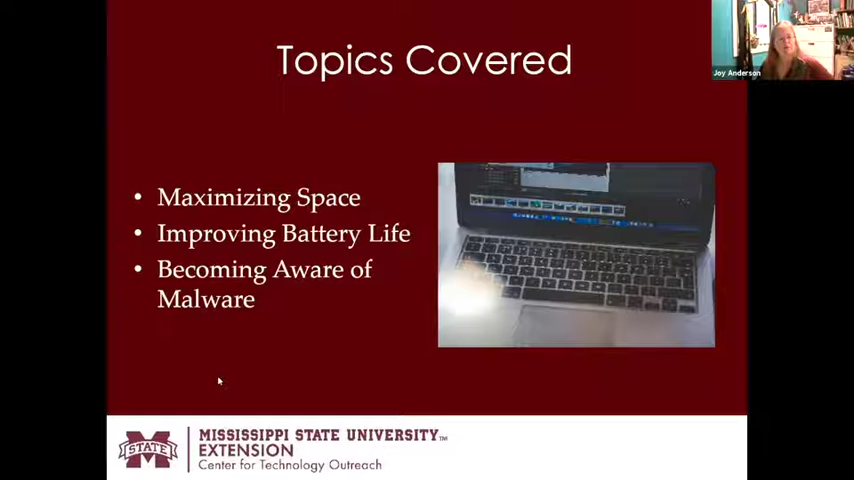 Topics Covered
Joy Anderson
• Maximizing Space
• Improving Battery Life
• Becoming Aware of
Malware
STATE
MISSISSIPPI STATE UNIVERSITY™
EXTENSION
Center for Technology Outreach